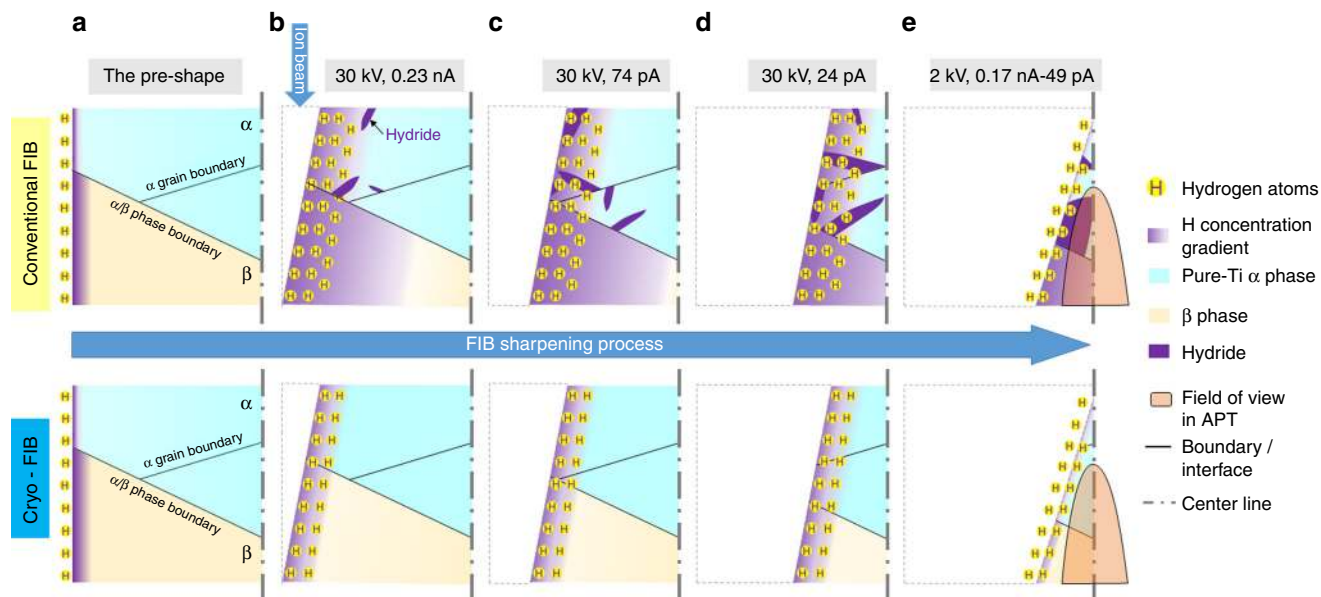 a b c d e
Ion beam
The pre-shape
30 kV, 0.23 nA
30 kV, 74 pA
30 kV, 24 pA
2 kV, 0.17 nA-49 pA
Conventional FIB
α
α grain boundary
α/β phase boundary
β
Hydride
H
FIB sharpening process
Cryo - FIB
α
α grain boundary
α/β phase boundary
β
H
Hydrogen atoms
H concentration
gradient
Pure-Ti α phase
β phase
Hydride
Field of view
in APT
Boundary /
interface
Center line